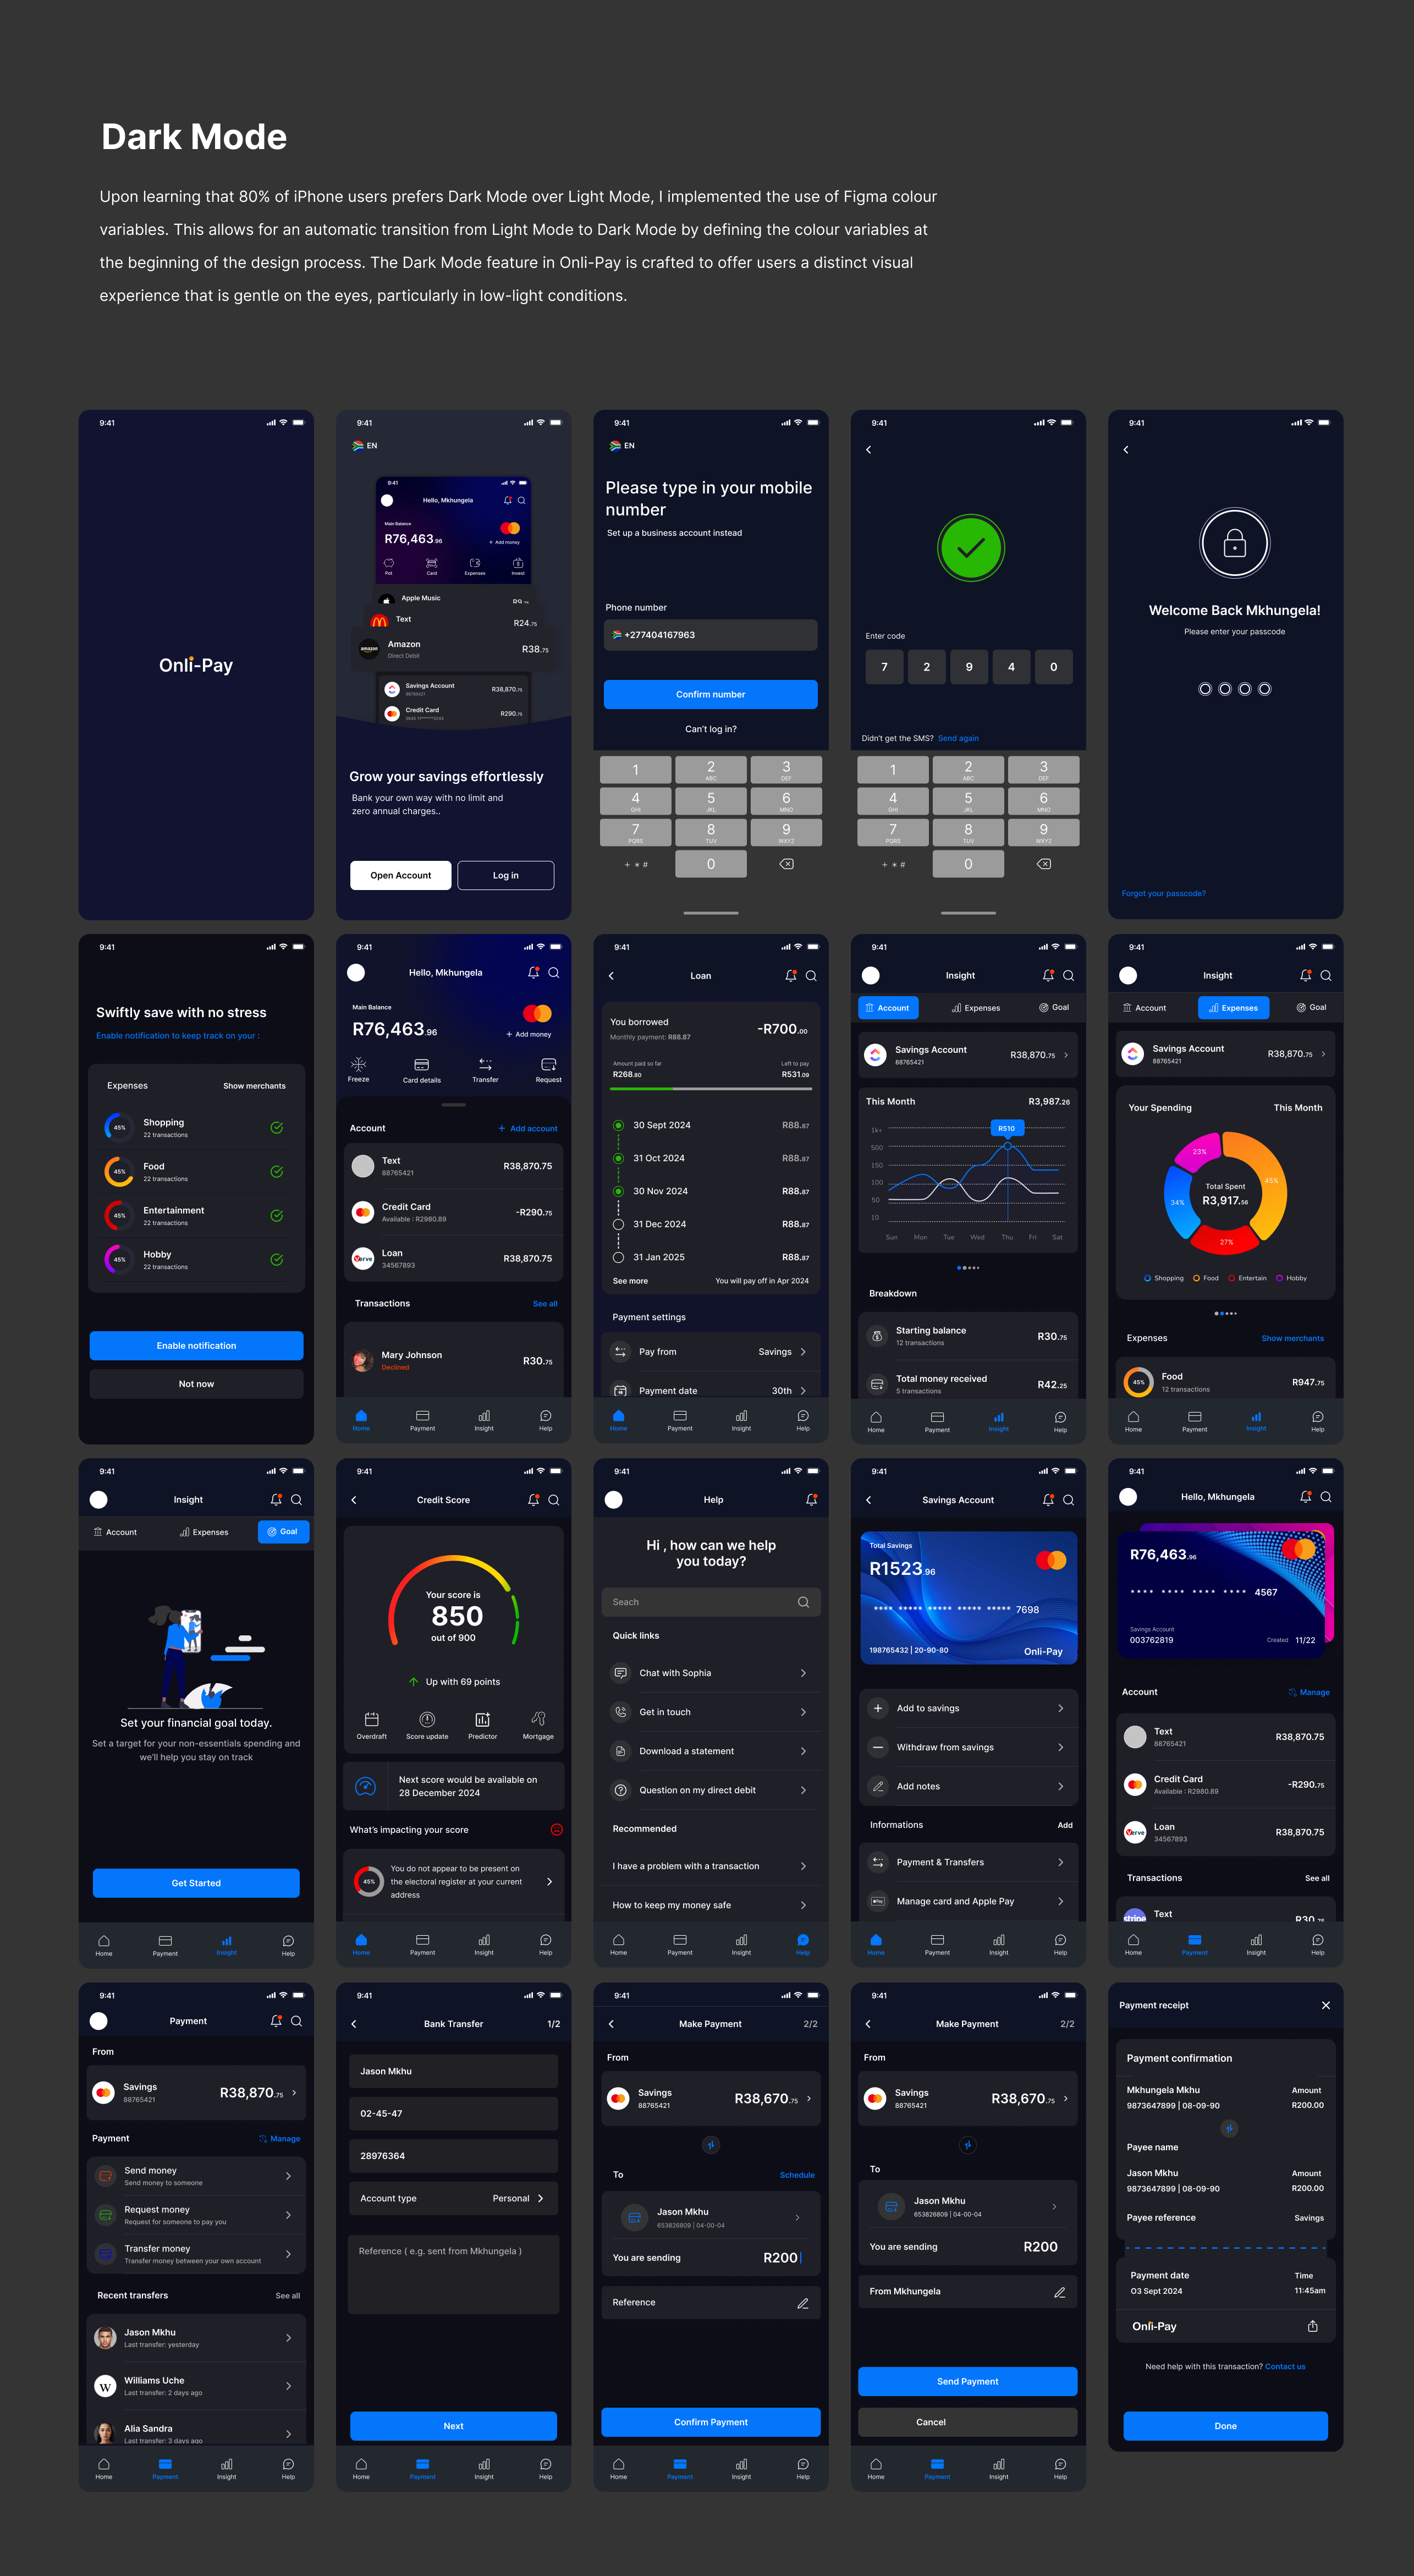 Dark Mode
Upon learning that 80% of iPhone users prefers Dark Mode over Light Mode, I implemented the use of Figma colour
variables. This allows for an automatic transition from Light Mode to Dark Mode by defining the colour variables at
the beginning of the design process. The Dark Mode feature in Onli-Pay is crafted to offer users a distinct visual
experience that is gentle on the eyes, particularly in low-light conditions.
9:41
Onli-Pay
9:41
EN
9:41
Hello, Mkhungela
Main Balance
R76,463.96
+ Add money
Pot Card Expenses Invest
Apple Music
Text R24.75
Amazon R38.75
Direct Debit
Savings Account R38,870.75
88765421
Credit Card R290.75
Grow your savings effortlessly
Bank your own way with no limit and
zero annual charges..
Open Account Log in
9:41
EN
Please type in your mobile
number
Set up a business account instead
Phone number
+277404167963
Confirm number
Can't log in?
1 2 ABC 3 DEF
4 GHI 5 JKL 6 MNO
7 PQRS 8 TUV 9 WXYZ
+ * # 0
9:41
Enter code
7 2 9 4 0
Didn't get the SMS? Send again
1 2 ABC 3 DEF
4 GHI 5 JKL 6 MNO
7 PQRS 8 TUV 9 WXYZ
+ * # 0
9:41
Welcome Back Mkhungela!
Please enter your passcode
Forgot your passcode?
9:41
Swiftly save with no stress
Enable notification to keep track on your :
Expenses Show merchants
45% Shopping
22 transactions
45% Food
22 transactions
45% Entertainment
22 transactions
45% Hobby
22 transactions
Enable notification
Not now
9:41
Hello, Mkhungela
Main Balance
R76,463.96
+ Add money
Freeze Card details Transfer Request
Account + Add account
Text R38,870.75
88765421
Credit Card -R290.75
Available : R2980.89
Verve Loan R38,870.75
34567893
Transactions See all
Mary Johnson R30.75
Declined
Home Payment Insight Help
9:41
Loan
You borrowed -R700.00
Monthly payment: R88.87
Amount paid so far Left to pay
R268.80 R531.09
30 Sept 2024 R88.87
31 Oct 2024 R88.87
30 Nov 2024 R88.87
31 Dec 2024 R88.87
31 Jan 2025 R88.87
See more You will pay off in Apr 2024
Payment settings
Pay from Savings
Payment date 30th
Home Payment Insight Help
9:41
Insight
Account Expenses Goal
Savings Account R38,870.75
88765421
This Month R3,987.26
R510
1k+
500
150
100
50
10
Sun Mon Tue Wed Thu Fri Sat
Breakdown
Starting balance R30.75
12 transactions
Total money received R42.25
5 transactions
Home Payment Insight Help
9:41
Insight
Account Expenses Goal
Savings Account R38,870.75
88765421
Your Spending This Month
23%
45%
Total Spent
R3,917.56
34%
27%
Shopping Food Entertain Hobby
Expenses Show merchants
45% Food R947.75
12 transactions
Home Payment Insight Help
9:41
Insight
Account Expenses Goal
Set your financial goal today.
Set a target for your non-essentials spending and
we'll help you stay on track
Get Started
Home Payment Insight Help
9:41
Credit Score
Your score is
850
out of 900
Up with 69 points
Overdraft Score update Predictor Mortgage
Next score would be available on
28 December 2024
What's impacting your score
45% You do not appear to be present on
the electoral register at your current
address
Home Payment Insight Help
9:41
Help
Hi , how can we help
you today?
Seach
Quick links
Chat with Sophia
Get in touch
Download a statement
Question on my direct debit
Recommended
I have a problem with a transaction
How to keep my money safe
Home Payment Insight Help
9:41
Savings Account
Total Savings
R1523.96
**** ***** ***** ***** ***** 7698
198765432 | 20-90-80 Onli-Pay
Add to savings
Withdraw from savings
Add notes
Informations Add
Payment & Transfers
Manage card and Apple Pay
Home Payment Insight Help
9:41
Hello, Mkhungela
R76,463.96
**** **** **** **** **** 4567
Savings Account
003762819 Created 11/22
Account Manage
Text R38,870.75
88765421
Credit Card -R290.75
Available : R2980.89
Verve Loan R38,870.75
34567893
Transactions See all
stripe Text R30.75
Home Payment Insight Help
9:41
Payment
From
Savings R38,870.75
88765421
Payment Manage
Send money
Send money to someone
Request money
Request for someone to pay you
Transfer money
Transfer money between your own account
Recent transfers See all
Jason Mkhu
Last transfer: yesterday
W Williams Uche
Last transfer: 2 days ago
Alia Sandra
Last transfer: 3 days ago
Home Payment Insight Help
9:41
Bank Transfer 1/2
Jason Mkhu
02-45-47
28976364
Account type Personal
Reference ( e.g. sent from Mkhungela )
Next
Home Payment Insight Help
9:41
Make Payment 2/2
From
Savings R38,670.75
88765421
To Schedule
Jason Mkhu
653826809 | 04-00-04
You are sending R200
Reference
Confirm Payment
Home Payment Insight Help
9:41
Make Payment 2/2
From
Savings R38,670.75
88765421
To
Jason Mkhu
653826809 | 04-00-04
You are sending R200
From Mkhungela
Send Payment
Cancel
Home Payment Insight Help
Payment receipt
Payment confirmation
Mkhungela Mkhu Amount
9873647899 | 08-09-90 R200.00
Payee name
Jason Mkhu Amount
9873647899 | 08-09-90 R200.00
Payee reference Savings
Payment date Time
O3 Sept 2024 11:45am
Onli-Pay
Need help with this transaction? Contact us
Done